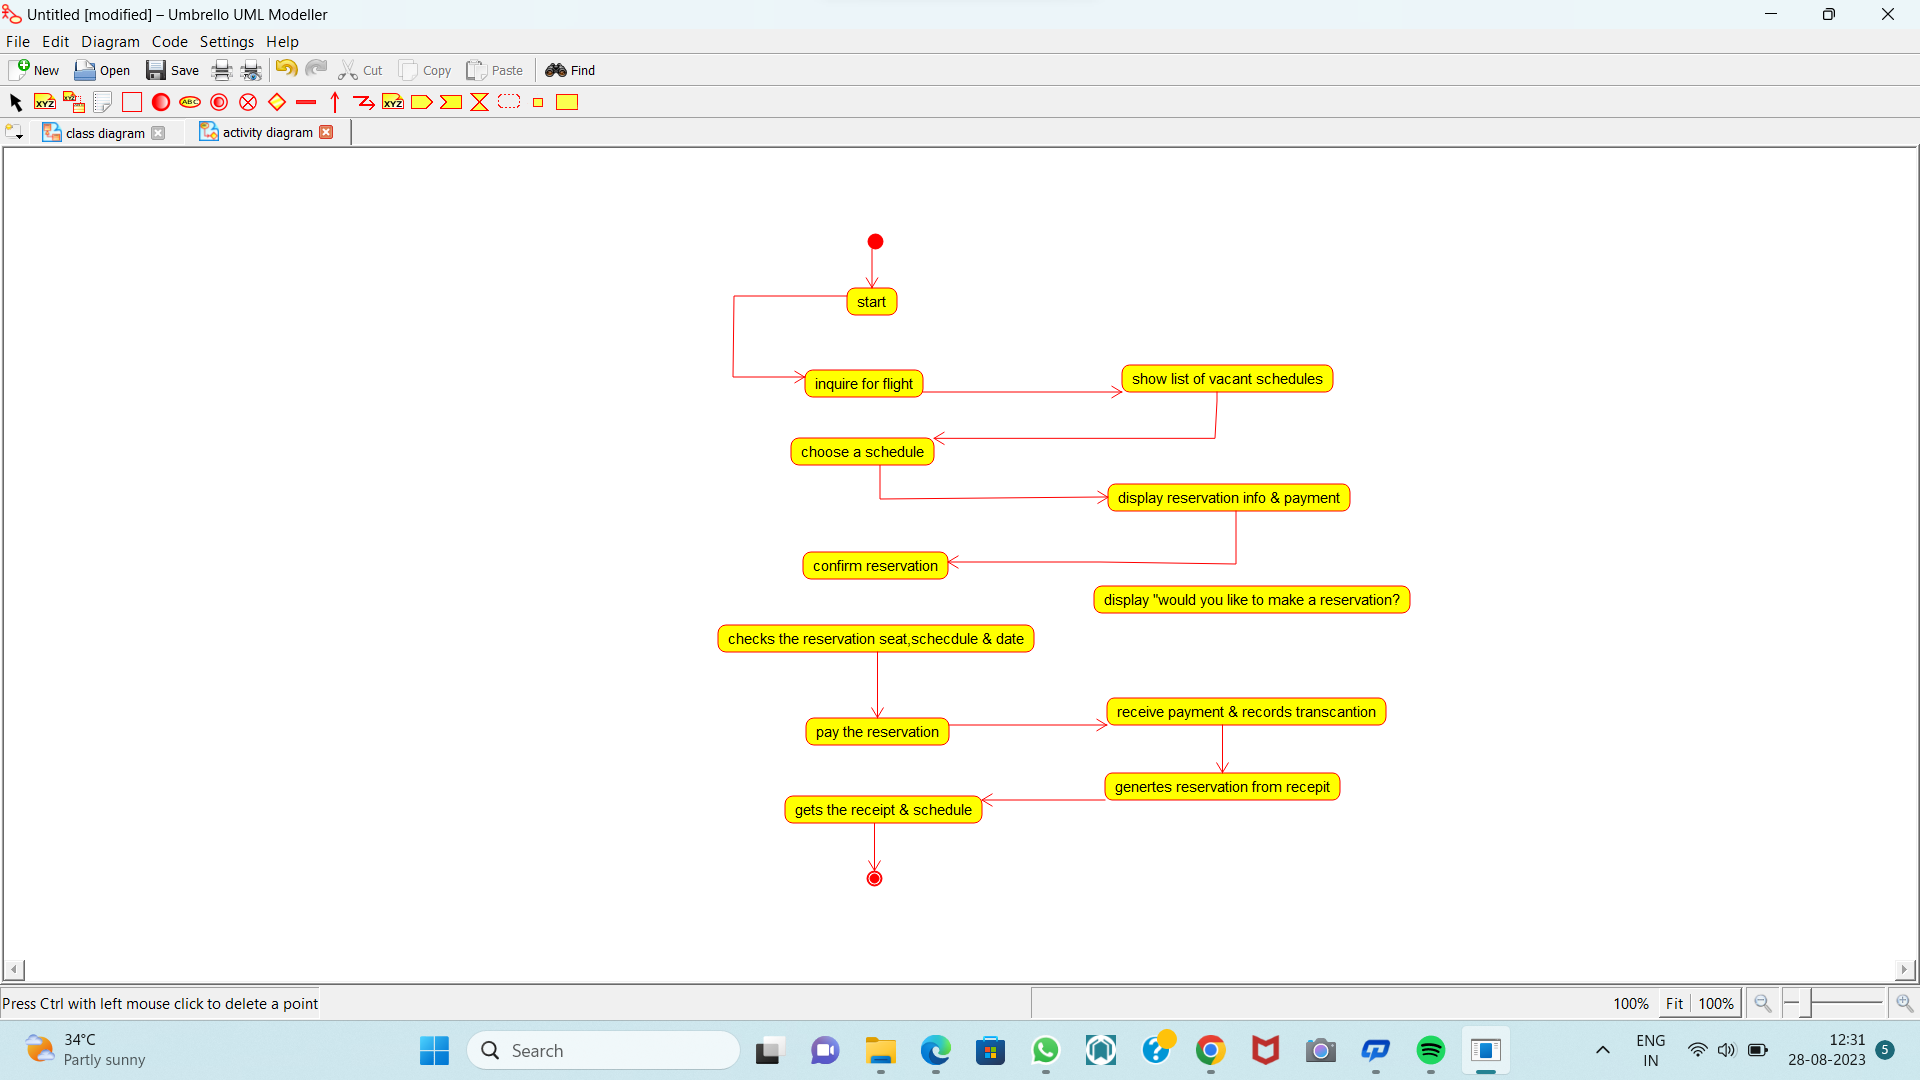 Untitled [modified] – Umbrello UML Modeller
File Edit Diagram Code Settings Help
New Open Save Cut Copy Paste Find
XYZ XYZ ABC XYZ
class diagram activity diagram
start
inquire for flight
show list of vacant schedules
choose a schedule
display reservation info & payment
confirm reservation
display "would you like to make a reservation?
checks the reservation seat,schecdule & date
pay the reservation
receive payment & records transcantion
genertes reservation from recepit
gets the receipt & schedule
Press Ctrl with left mouse click to delete a point
100% Fit 100%
34°C
Partly sunny
Search
ENG
IN
12:31
28-08-2023
5